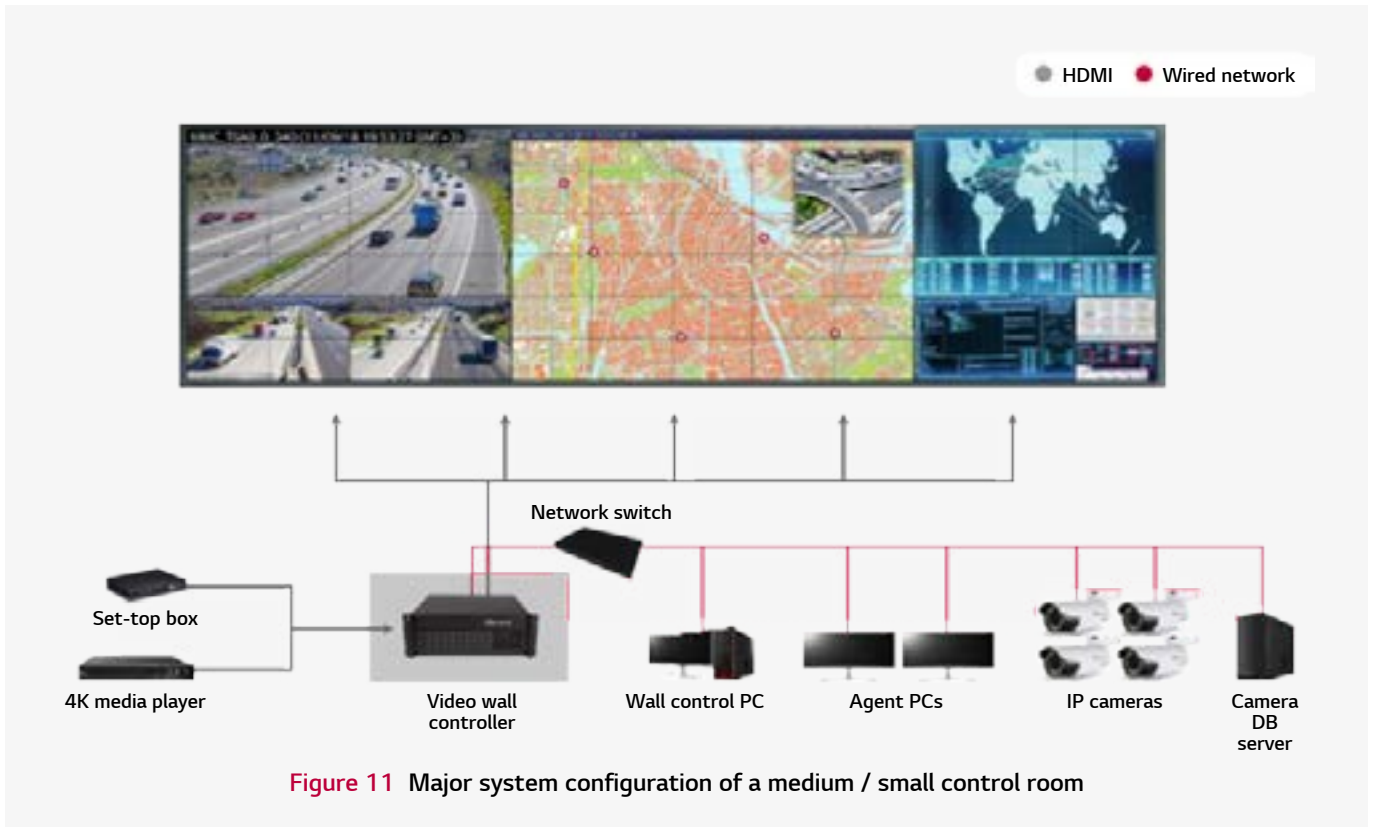 HDMI
Wired network
Network switch
Set-top box
4K media player
Video wall
controller
Wall control PC
Agent PCs
IP cameras
Camera
DB
server
Figure 11 Major system configuration of a medium / small control room